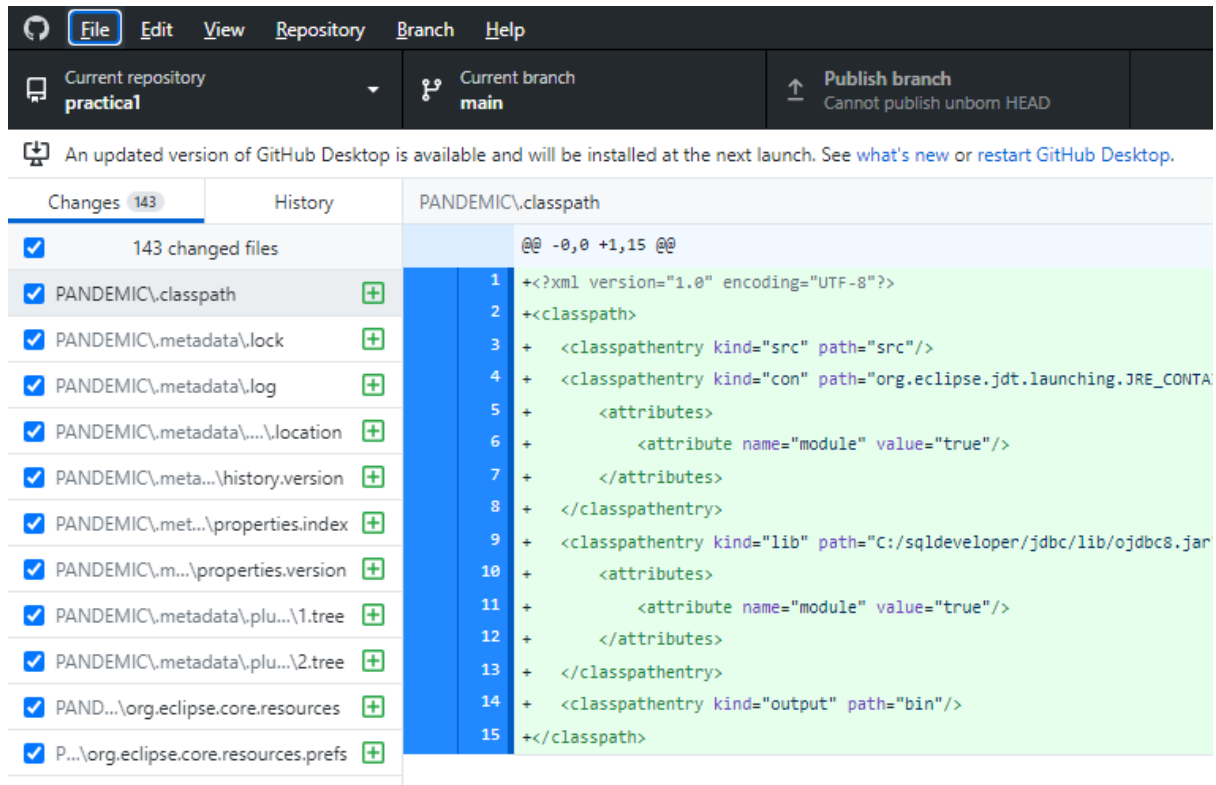 File Edit View Repository Branch Help
Current repository
practica1
Current branch
main
Publish branch
Cannot publish unborn HEAD
An updated version of GitHub Desktop is available and will be installed at the next launch. See what's new or restart GitHub Desktop.
Changes 143 History
143 changed files
PANDEMIC\.classpath
PANDEMIC\.metadata\.lock
PANDEMIC\.metadata\.log
PANDEMIC\.metadata\...\.location
PANDEMIC\.meta...\history.version
PANDEMIC\.met...\properties.index
PANDEMIC\.m...\properties.version
PANDEMIC\.metadata\.plu...\1.tree
PANDEMIC\.metadata\.plu...\2.tree
PAND...\org.eclipse.core.resources
P...\org.eclipse.core.resources.prefs
PANDEMIC\.classpath
@@ -0,0 +1,15 @@
1 +<?xml version="1.0" encoding="UTF-8"?>
2 +<classpath>
3 + <classpathentry kind="src" path="src"/>
4 + <classpathentry kind="con" path="org.eclipse.jdt.launching.JRE_CONTA
5 + <attributes>
6 + <attribute name="module" value="true"/>
7 + </attributes>
8 + </classpathentry>
9 + <classpathentry kind="lib" path="C:/sqldeveloper/jdbc/lib/ojdbc8.jar
10 + <attributes>
11 + <attribute name="module" value="true"/>
12 + </attributes>
13 + </classpathentry>
14 + <classpathentry kind="output" path="bin"/>
15 +</classpath>